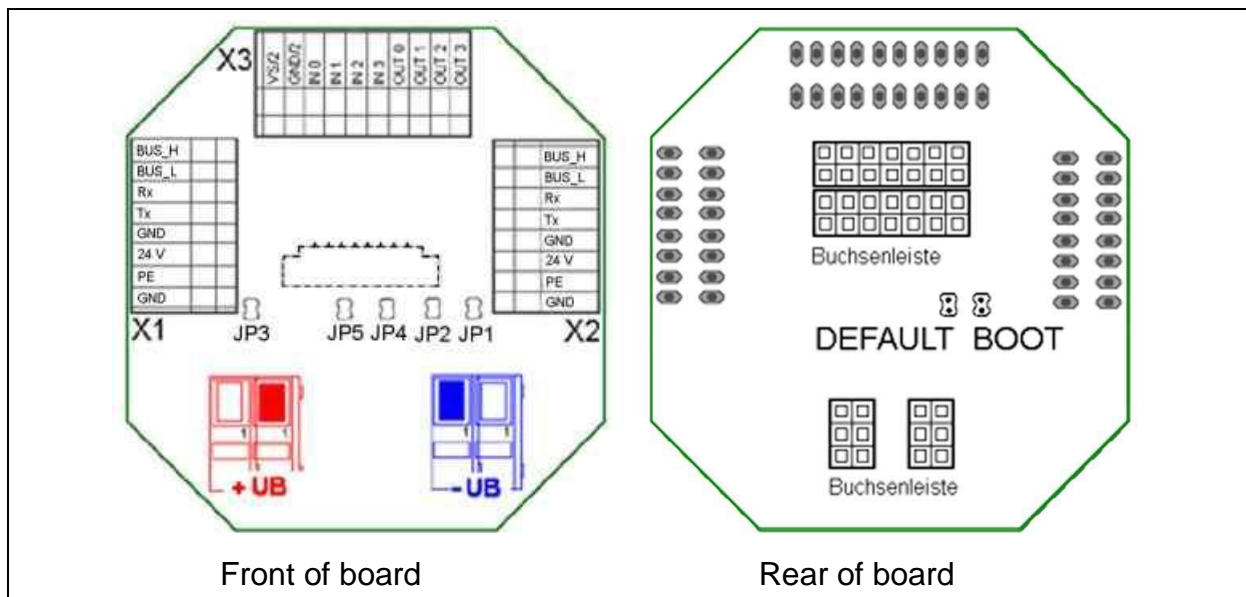 X3
VS/2
GND/2
IN 0
IN 1
IN 2
IN 3
OUT 0
OUT 1
OUT 2
OUT 3
BUS_H
BUS_L
Rx
Tx
GND
24 V
PE
GND
X1
BUS_H
BUS_L
Rx
Tx
GND
24 V
PE
GND
X2
JP3 JP5 JP4 JP2 JP1
1 1
+ UB
1 1
- UB
Front of board
Buchsenleiste
DEFAULT BOOT
Buchsenleiste
Rear of board